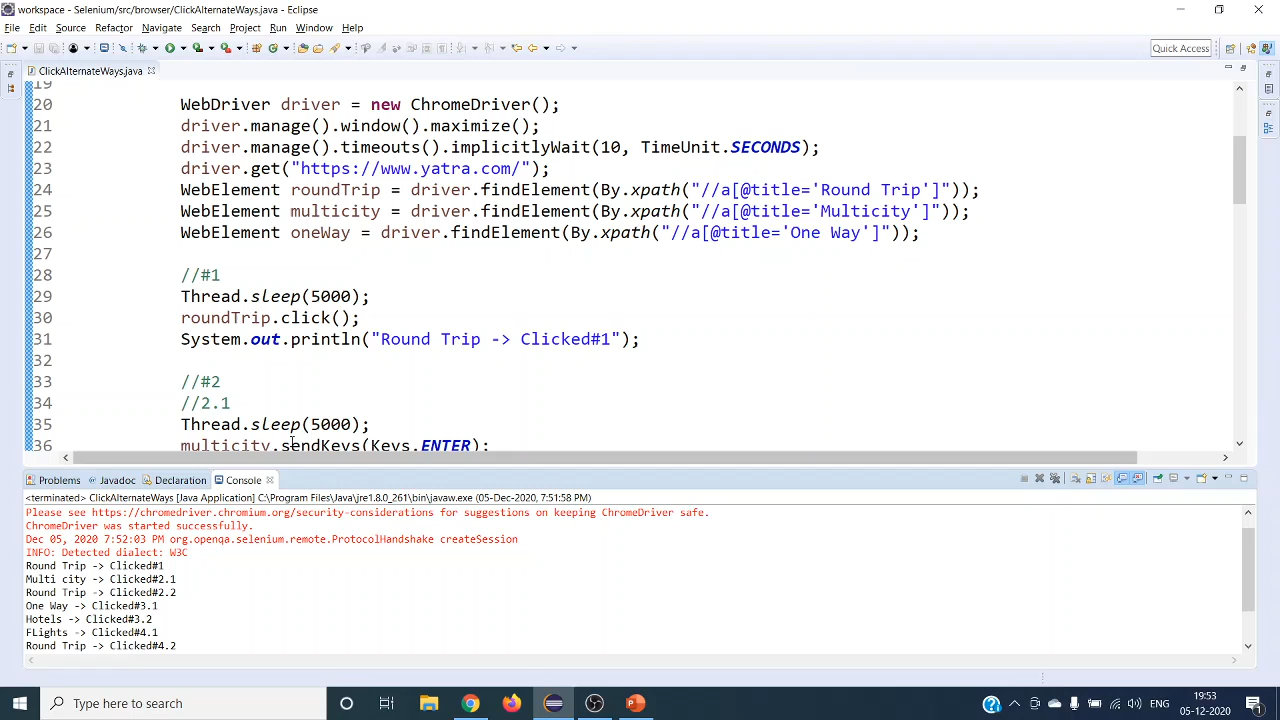 workspace - Selenium/src/browser/ClickAlternateWays.java - Eclipse
File Edit Source Refactor Navigate Search Project Run Window Help
Quick Access
ClickAlternateWays.java
19
20 WebDriver driver = new ChromeDriver();
21 driver.manage().window().maximize();
22 driver.manage().timeouts().implicitlyWait(10, TimeUnit.SECONDS);
23 driver.get("https://www.yatra.com/");
24 WebElement roundTrip = driver.findElement(By.xpath("//a[@title='Round Trip']"));
25 WebElement multicity = driver.findElement(By.xpath("//a[@title='Multicity']"));
26 WebElement oneWay = driver.findElement(By.xpath("//a[@title='One Way']"));
27
28 //#1
29 Thread.sleep(5000);
30 roundTrip.click();
31 System.out.println("Round Trip -> Clicked#1");
32
33 //#2
34 //2.1
35 Thread.sleep(5000);
36 multicity.sendKeys(Keys.ENTER);
Problems Javadoc Declaration Console
<terminated> ClickAlternateWays [Java Application] C:\Program Files\Java\jre1.8.0_261\bin\javaw.exe (05-Dec-2020, 7:51:58 PM)
Please see https://chromedriver.chromium.org/security-considerations for suggestions on keeping ChromeDriver safe.
ChromeDriver was started successfully.
Dec 05, 2020 7:52:03 PM org.openqa.selenium.remote.ProtocolHandshake createSession
INFO: Detected dialect: W3C
Round Trip -> Clicked#1
Multi city -> Clicked#2.1
Round Trip -> Clicked#2.2
One Way -> Clicked#3.1
Hotels -> Clicked#3.2
FLights -> Clicked#4.1
Round Trip -> Clicked#4.2
Type here to search
ENG
19:53
05-12-2020